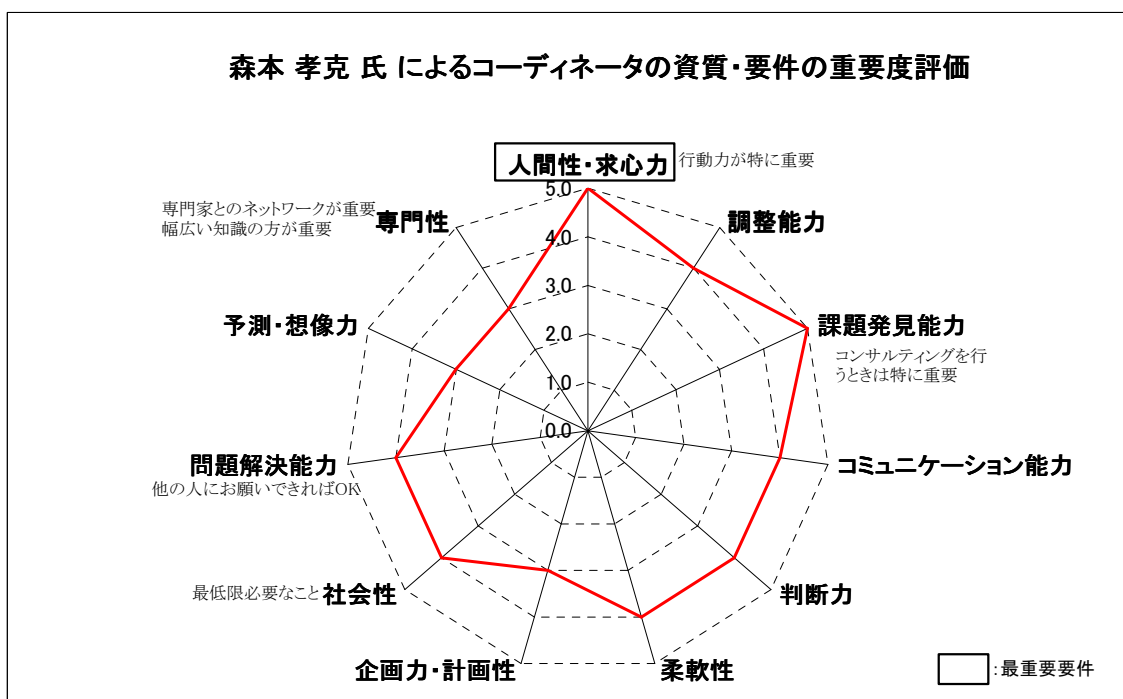 森本 孝克 氏 によるコーディネータの資質・要件の重要度評価
人間性・求心力
行動力が特に重要
5.0
4.0
3.0
2.0
1.0
0.0
調整能力
課題発見能力
コンサルティングを行
うときは特に重要
コミュニケーション能力
判断力
柔軟性
企画力・計画性
社会性
最低限必要なこと
問題解決能力
他の人にお願いできればOK
予測・想像力
専門性
専門家とのネットワークが重要
幅広い知識の方が重要
:最重要要件